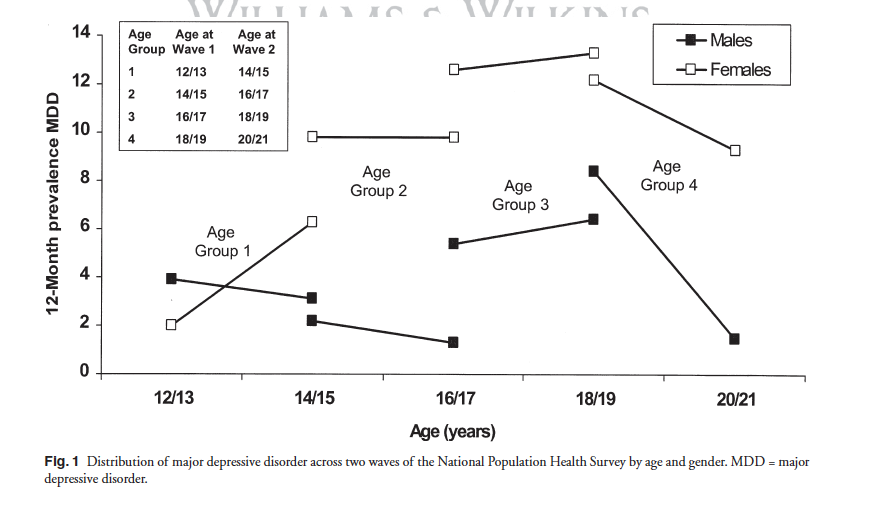 WILLIAMS & WILKINS
14
12
10
8
6
4
2
0
12-Month prevalence MDD
Age Age at Age at
Group Wave 1 Wave 2
1 12/13 14/15
2 14/15 16/17
3 16/17 18/19
4 18/19 20/21
Males
Females
Age
Group 1
Age
Group 2
Age
Group 3
Age
Group 4
12/13 14/15 16/17 18/19 20/21
Age (years)
Fig. 1 Distribution of major depressive disorder across two waves of the National Population Health Survey by age and gender. MDD = major
depressive disorder.